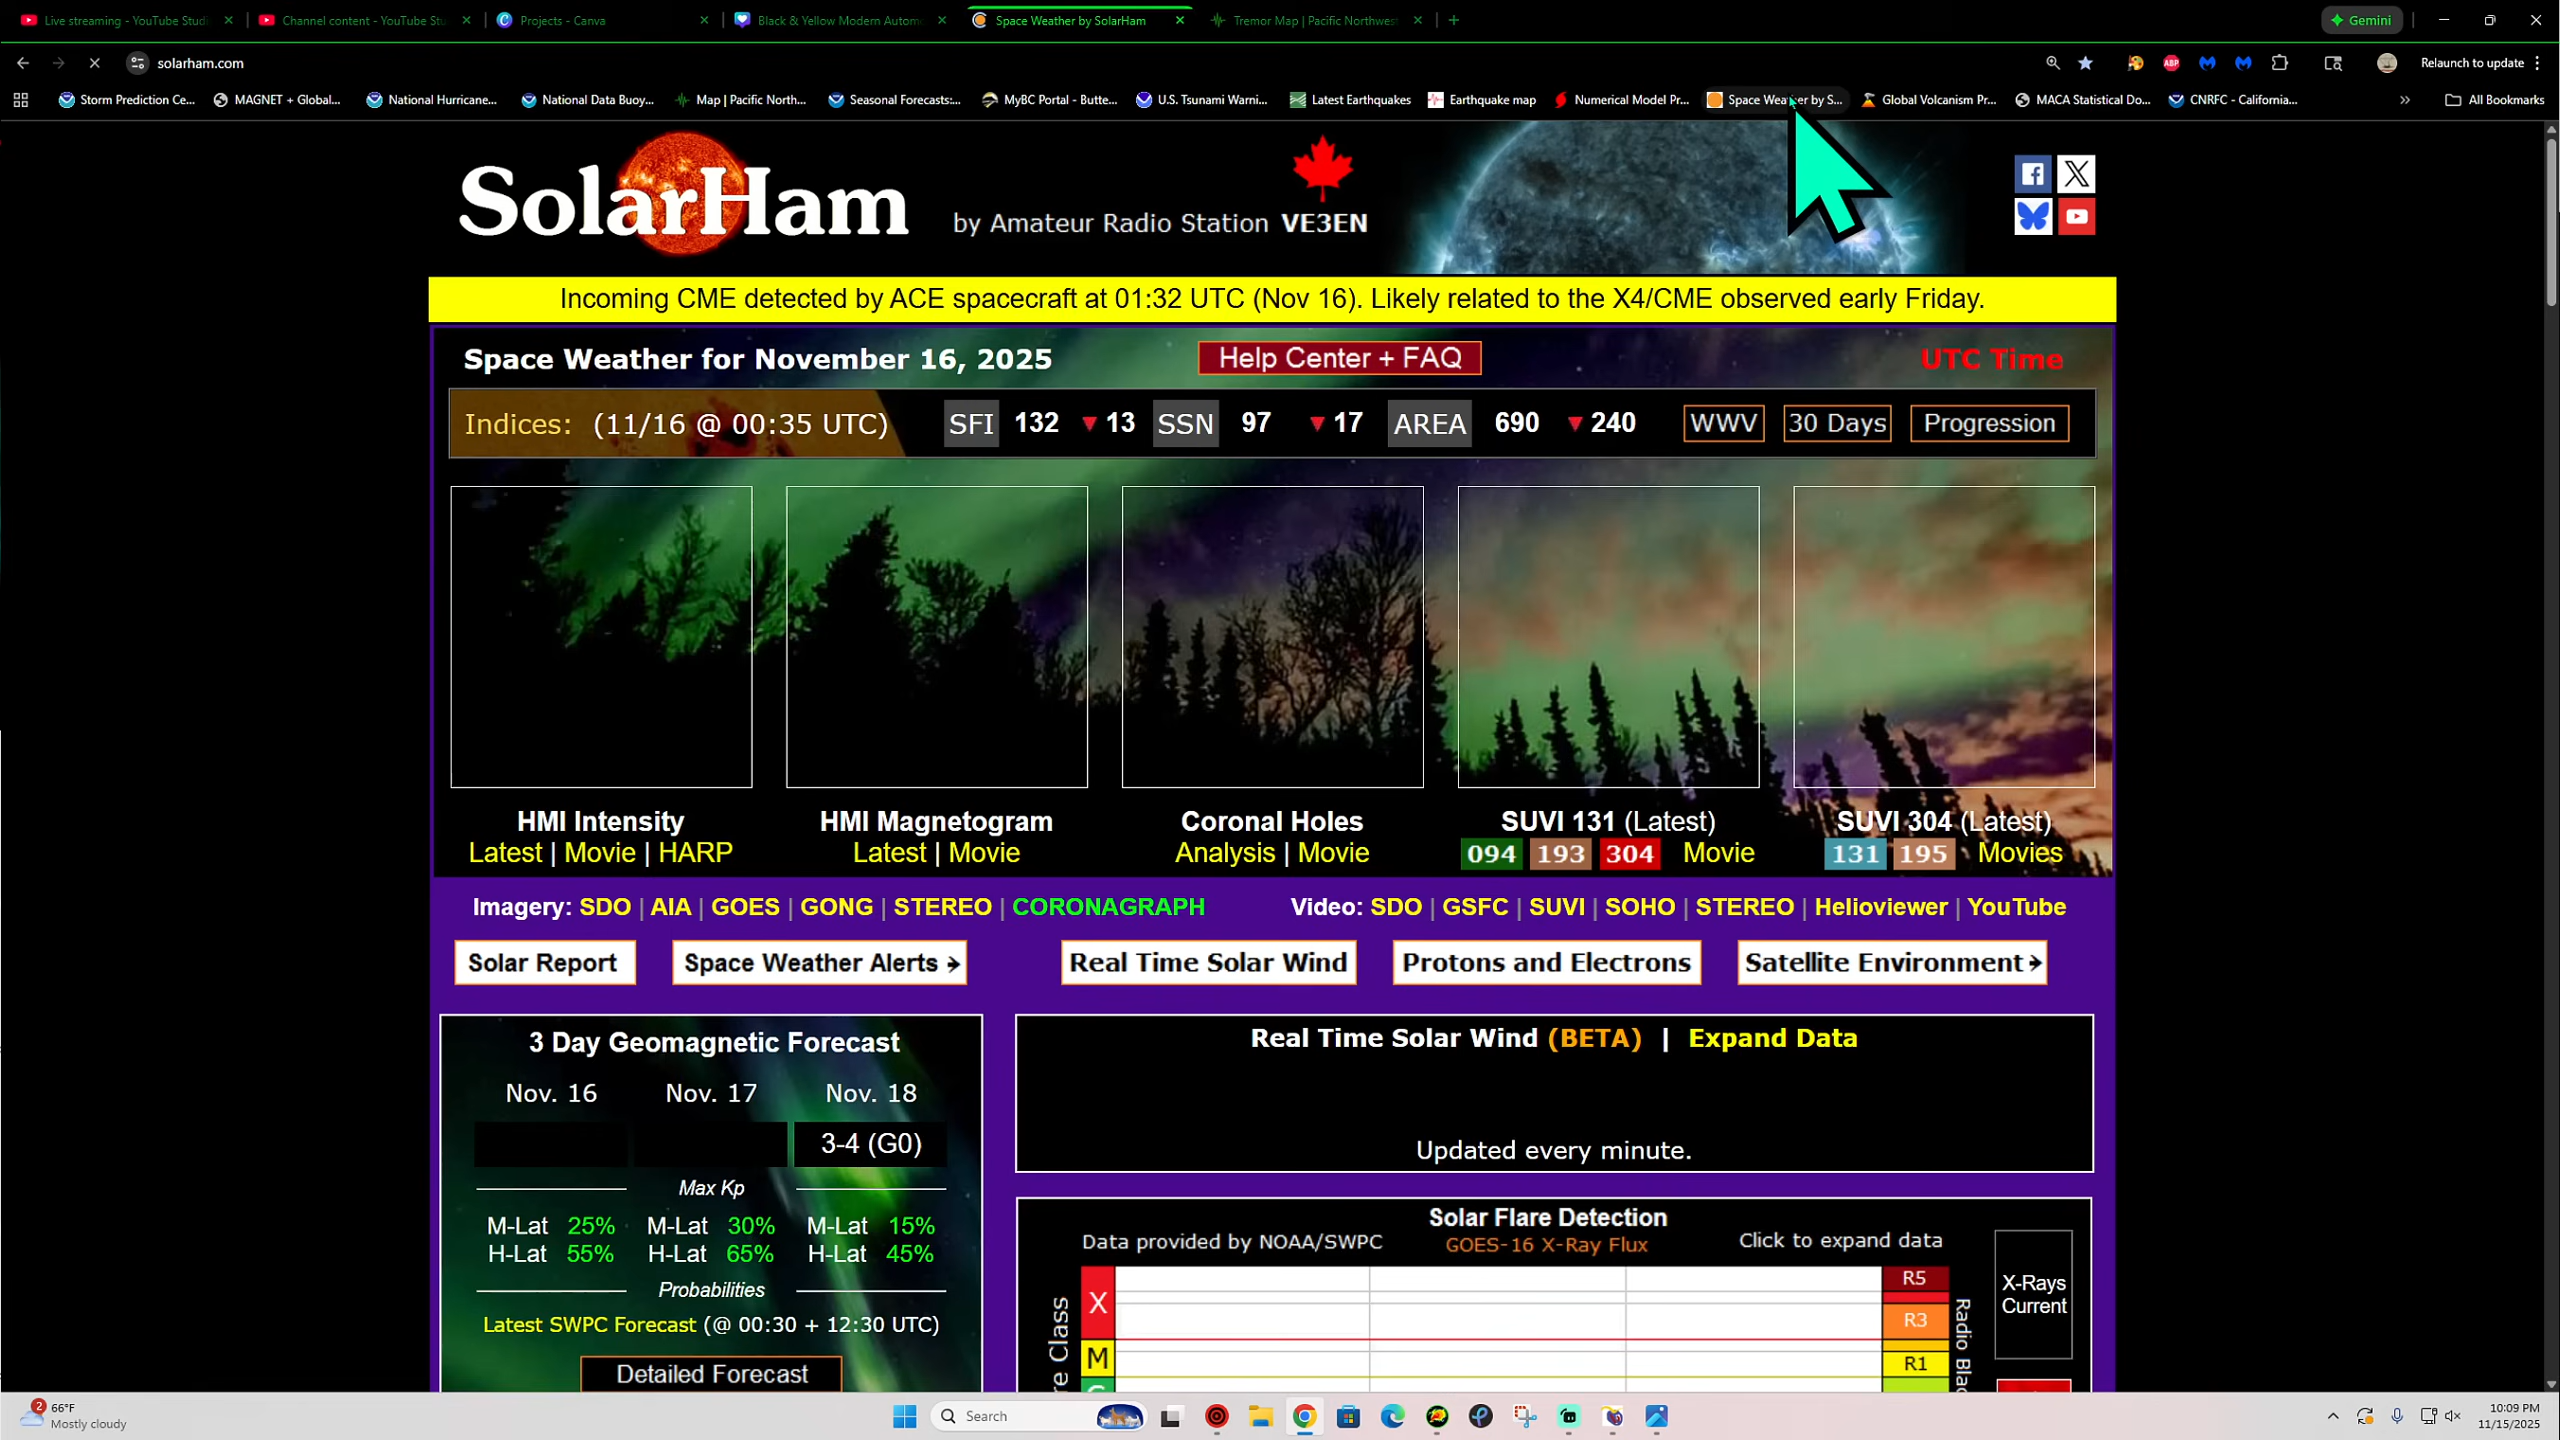 Live streaming - YouTube Studi
Channel content - YouTube Stu
Projects - Canva
Black & Yellow Modern Autom
Space Weather by SolarHam
Tremor Map | Pacific Northwes
Gemini
solarham.com
ABP
Relaunch to update
Storm Prediction Ce...
MAGNET + Global...
National Hurricane...
National Data Buoy...
Map | Pacific North...
Seasonal Forecasts:...
MyBC Portal - Butte...
U.S. Tsunami Warni...
Latest Earthquakes
Earthquake map
Numerical Model Pr...
Space Weather by S...
Global Volcanism Pr...
MACA Statistical Do...
CNRFC - California...
All Bookmarks
SolarHam
by Amateur Radio Station VE3EN
Incoming CME detected by ACE spacecraft at 01:32 UTC (Nov 16). Likely related to the X4/CME observed early Friday.
Space Weather for November 16, 2025
Help Center + FAQ
UTC Time
Indices: (11/16 @ 00:35 UTC)
SFI 132 ▼ 13 SSN 97 ▼ 17 AREA 690 ▼ 240
WWV
30 Days
Progression
HMI Intensity
Latest | Movie | HARP
HMI Magnetogram
Latest | Movie
Coronal Holes
Analysis | Movie
SUVI 131 (Latest)
094 193 304 Movie
SUVI 304 (Latest)
131 195 Movies
Imagery: SDO | AIA | GOES | GONG | STEREO | CORONAGRAPH
Video: SDO | GSFC | SUVI | SOHO | STEREO | Helioviewer | YouTube
Solar Report
Space Weather Alerts →
Real Time Solar Wind
Protons and Electrons
Satellite Environment →
3 Day Geomagnetic Forecast
Nov. 16 Nov. 17 Nov. 18
3-4 (G0)
Max Kp
M-Lat 25% M-Lat 30% M-Lat 15%
H-Lat 55% H-Lat 65% H-Lat 45%
Probabilities
Latest SWPC Forecast (@ 00:30 + 12:30 UTC)
Detailed Forecast
Real Time Solar Wind (BETA) | Expand Data
Updated every minute.
Solar Flare Detection
Data provided by NOAA/SWPC
GOES-16 X-Ray Flux
Click to expand data
X
M
R5
R3
R1
X-Rays
Current
2
66°F
Mostly cloudy
Search
10:09 PM
11/15/2025